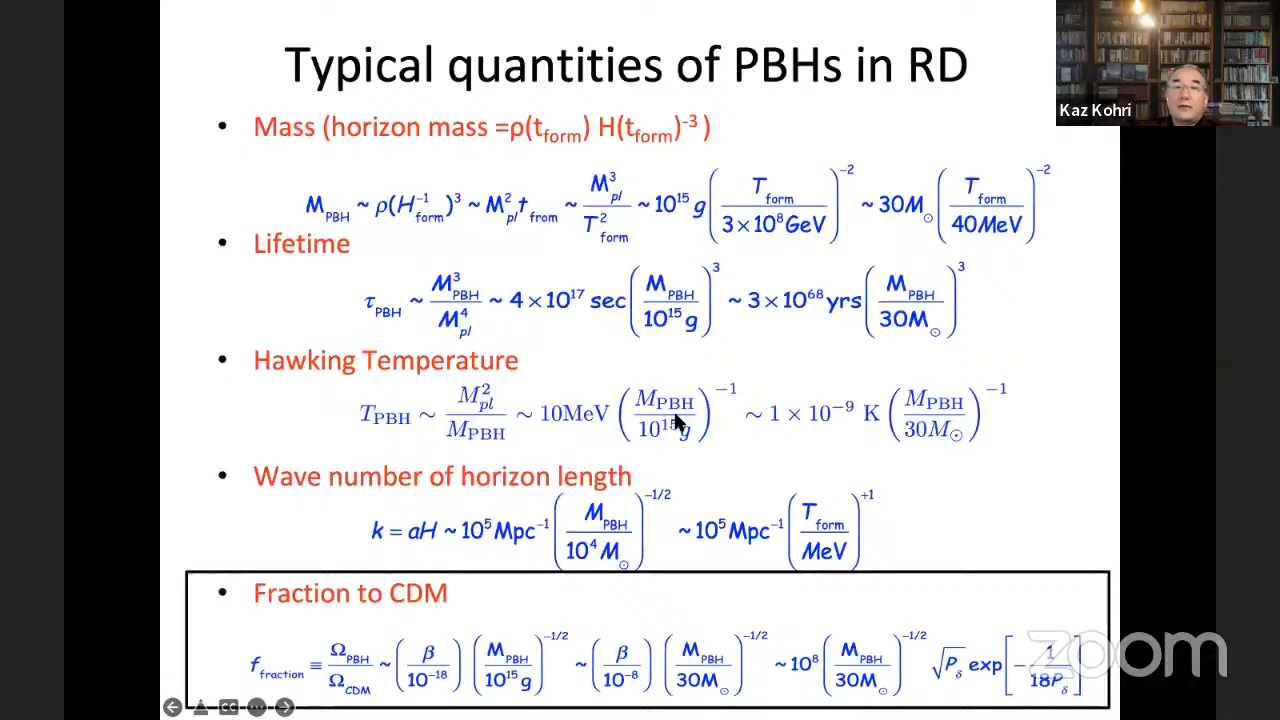 Typical quantities of PBHs in RD
Kaz Kohri
• Mass (horizon mass =ρ(t_form) H(t_form)^-3 )
M_PBH ~ ρ(H_form^-1)^3 ~ M_pl^2 t_from ~ M_pl^3 / T_form^2 ~ 10^15 g (T_form / 3×10^8 GeV)^-2 ~ 30M_⊙ (T_form / 40MeV)^-2
• Lifetime
τ_PBH ~ M_PBH^3 / M_pl^4 ~ 4×10^17 sec (M_PBH / 10^15 g)^3 ~ 3×10^68 yrs (M_PBH / 30M_⊙)^3
• Hawking Temperature
T_PBH ~ M_pl^2 / M_PBH ~ 10MeV (M_PBH / 10^15 g)^-1 ~ 1 × 10^-9 K (M_PBH / 30M_⊙)^-1
• Wave number of horizon length
k = aH ~ 10^5 Mpc^-1 (M_PBH / 10^4 M_⊙)^-1/2 ~ 10^5 Mpc^-1 (T_form / MeV)^+1
• Fraction to CDM
f_fraction ≡ Ω_PBH / Ω_CDM ~ (β / 10^-18) (M_PBH / 10^15 g)^-1/2 ~ (β / 10^-8) (M_PBH / 30M_⊙)^-1/2 ~ 10^8 (M_PBH / 30M_⊙)^-1/2 √P_δ exp[- 1 / 18P_δ]
zoom
CC